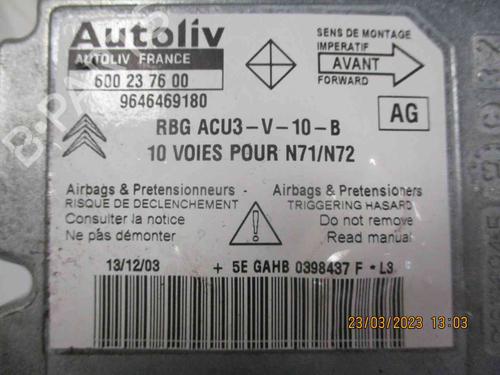 Autoliv
AUTOLIV FRANCE
600 23 76 00
9646469180
SENS DE MONTAGE
IMPERATIF
AVANT
FORWARD
AG
RBG ACU3-V-10-B
10 VOIES POUR N71/N72
Airbags & Pretensionneurs
RISQUE DE DECLENCHEMENT
Consulter la notice
Ne pas démonter
Airbags & Pretensioners
TRIGGERING HASARD
Do not remove
Read manual
13/12/03 + 5E GAHB 0398437 F * L3
23/03/2023 13:03